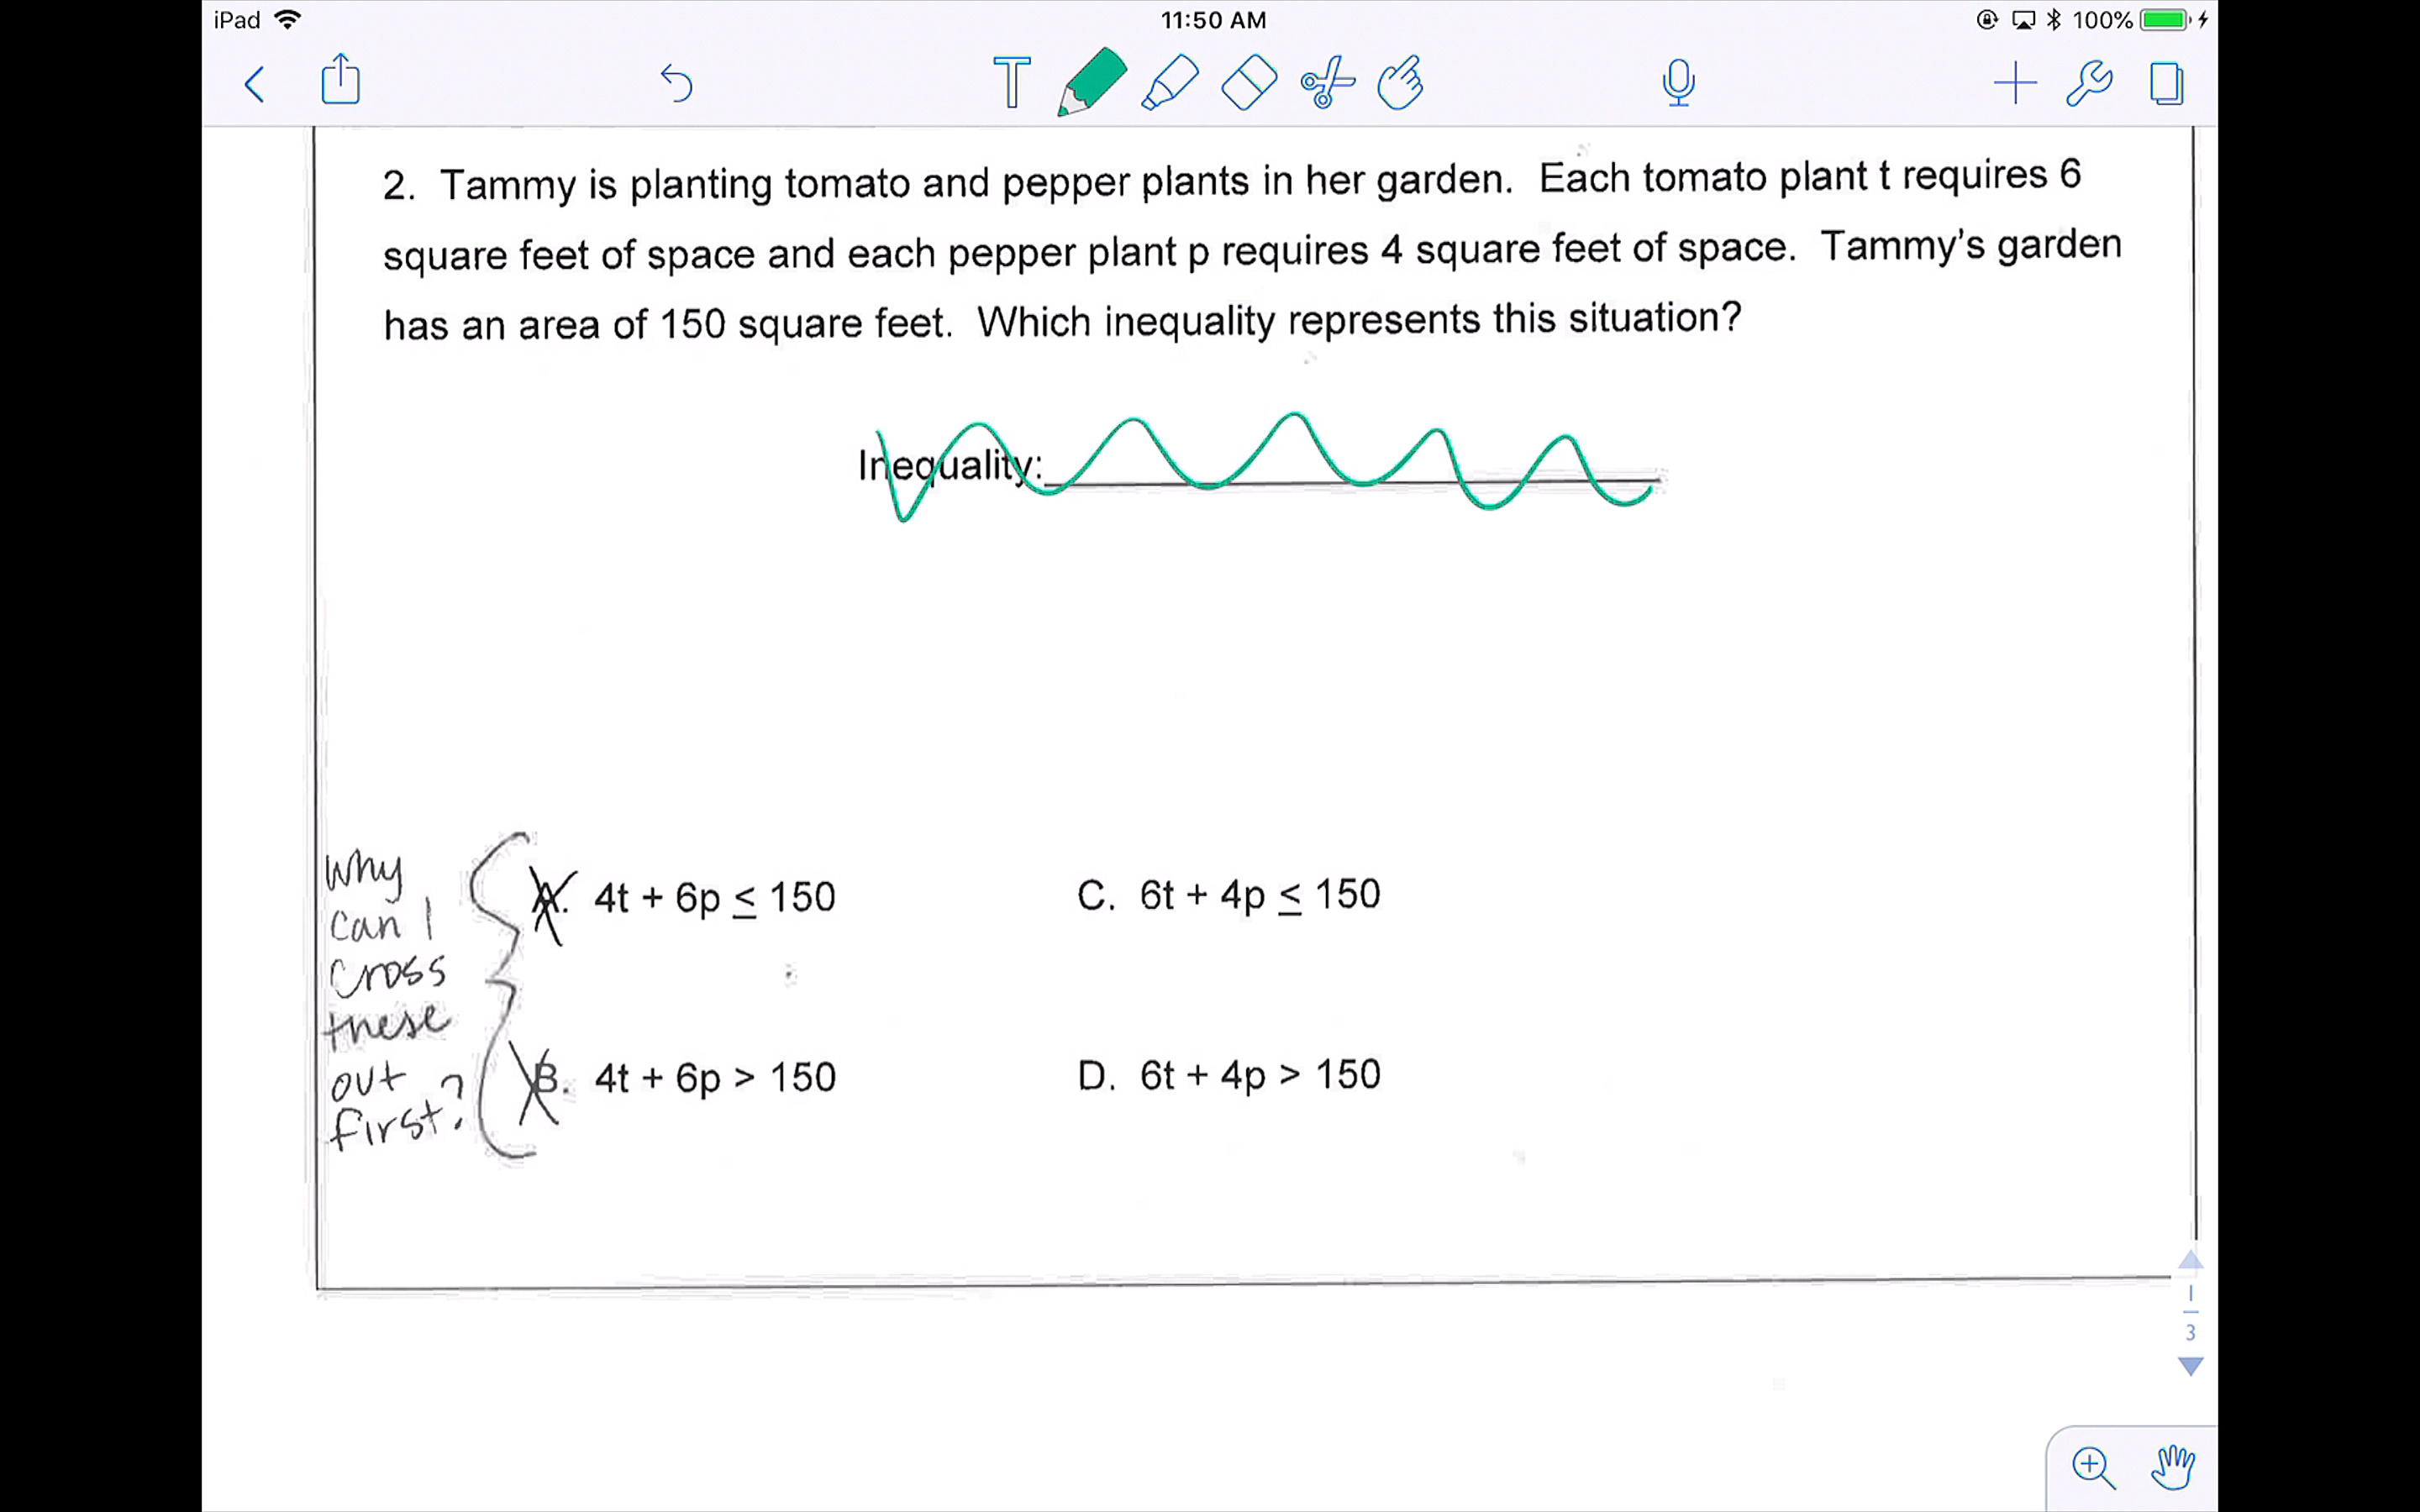 iPad
11:50 AM
100%
T
2. Tammy is planting tomato and pepper plants in her garden. Each tomato plant t requires 6
square feet of space and each pepper plant p requires 4 square feet of space. Tammy's garden
has an area of 150 square feet. Which inequality represents this situation?
Inequality:
Why
can I
cross
these
out
first?
A. 4t + 6p ≤ 150
C. 6t + 4p ≤ 150
B. 4t + 6p > 150
D. 6t + 4p > 150
1
3